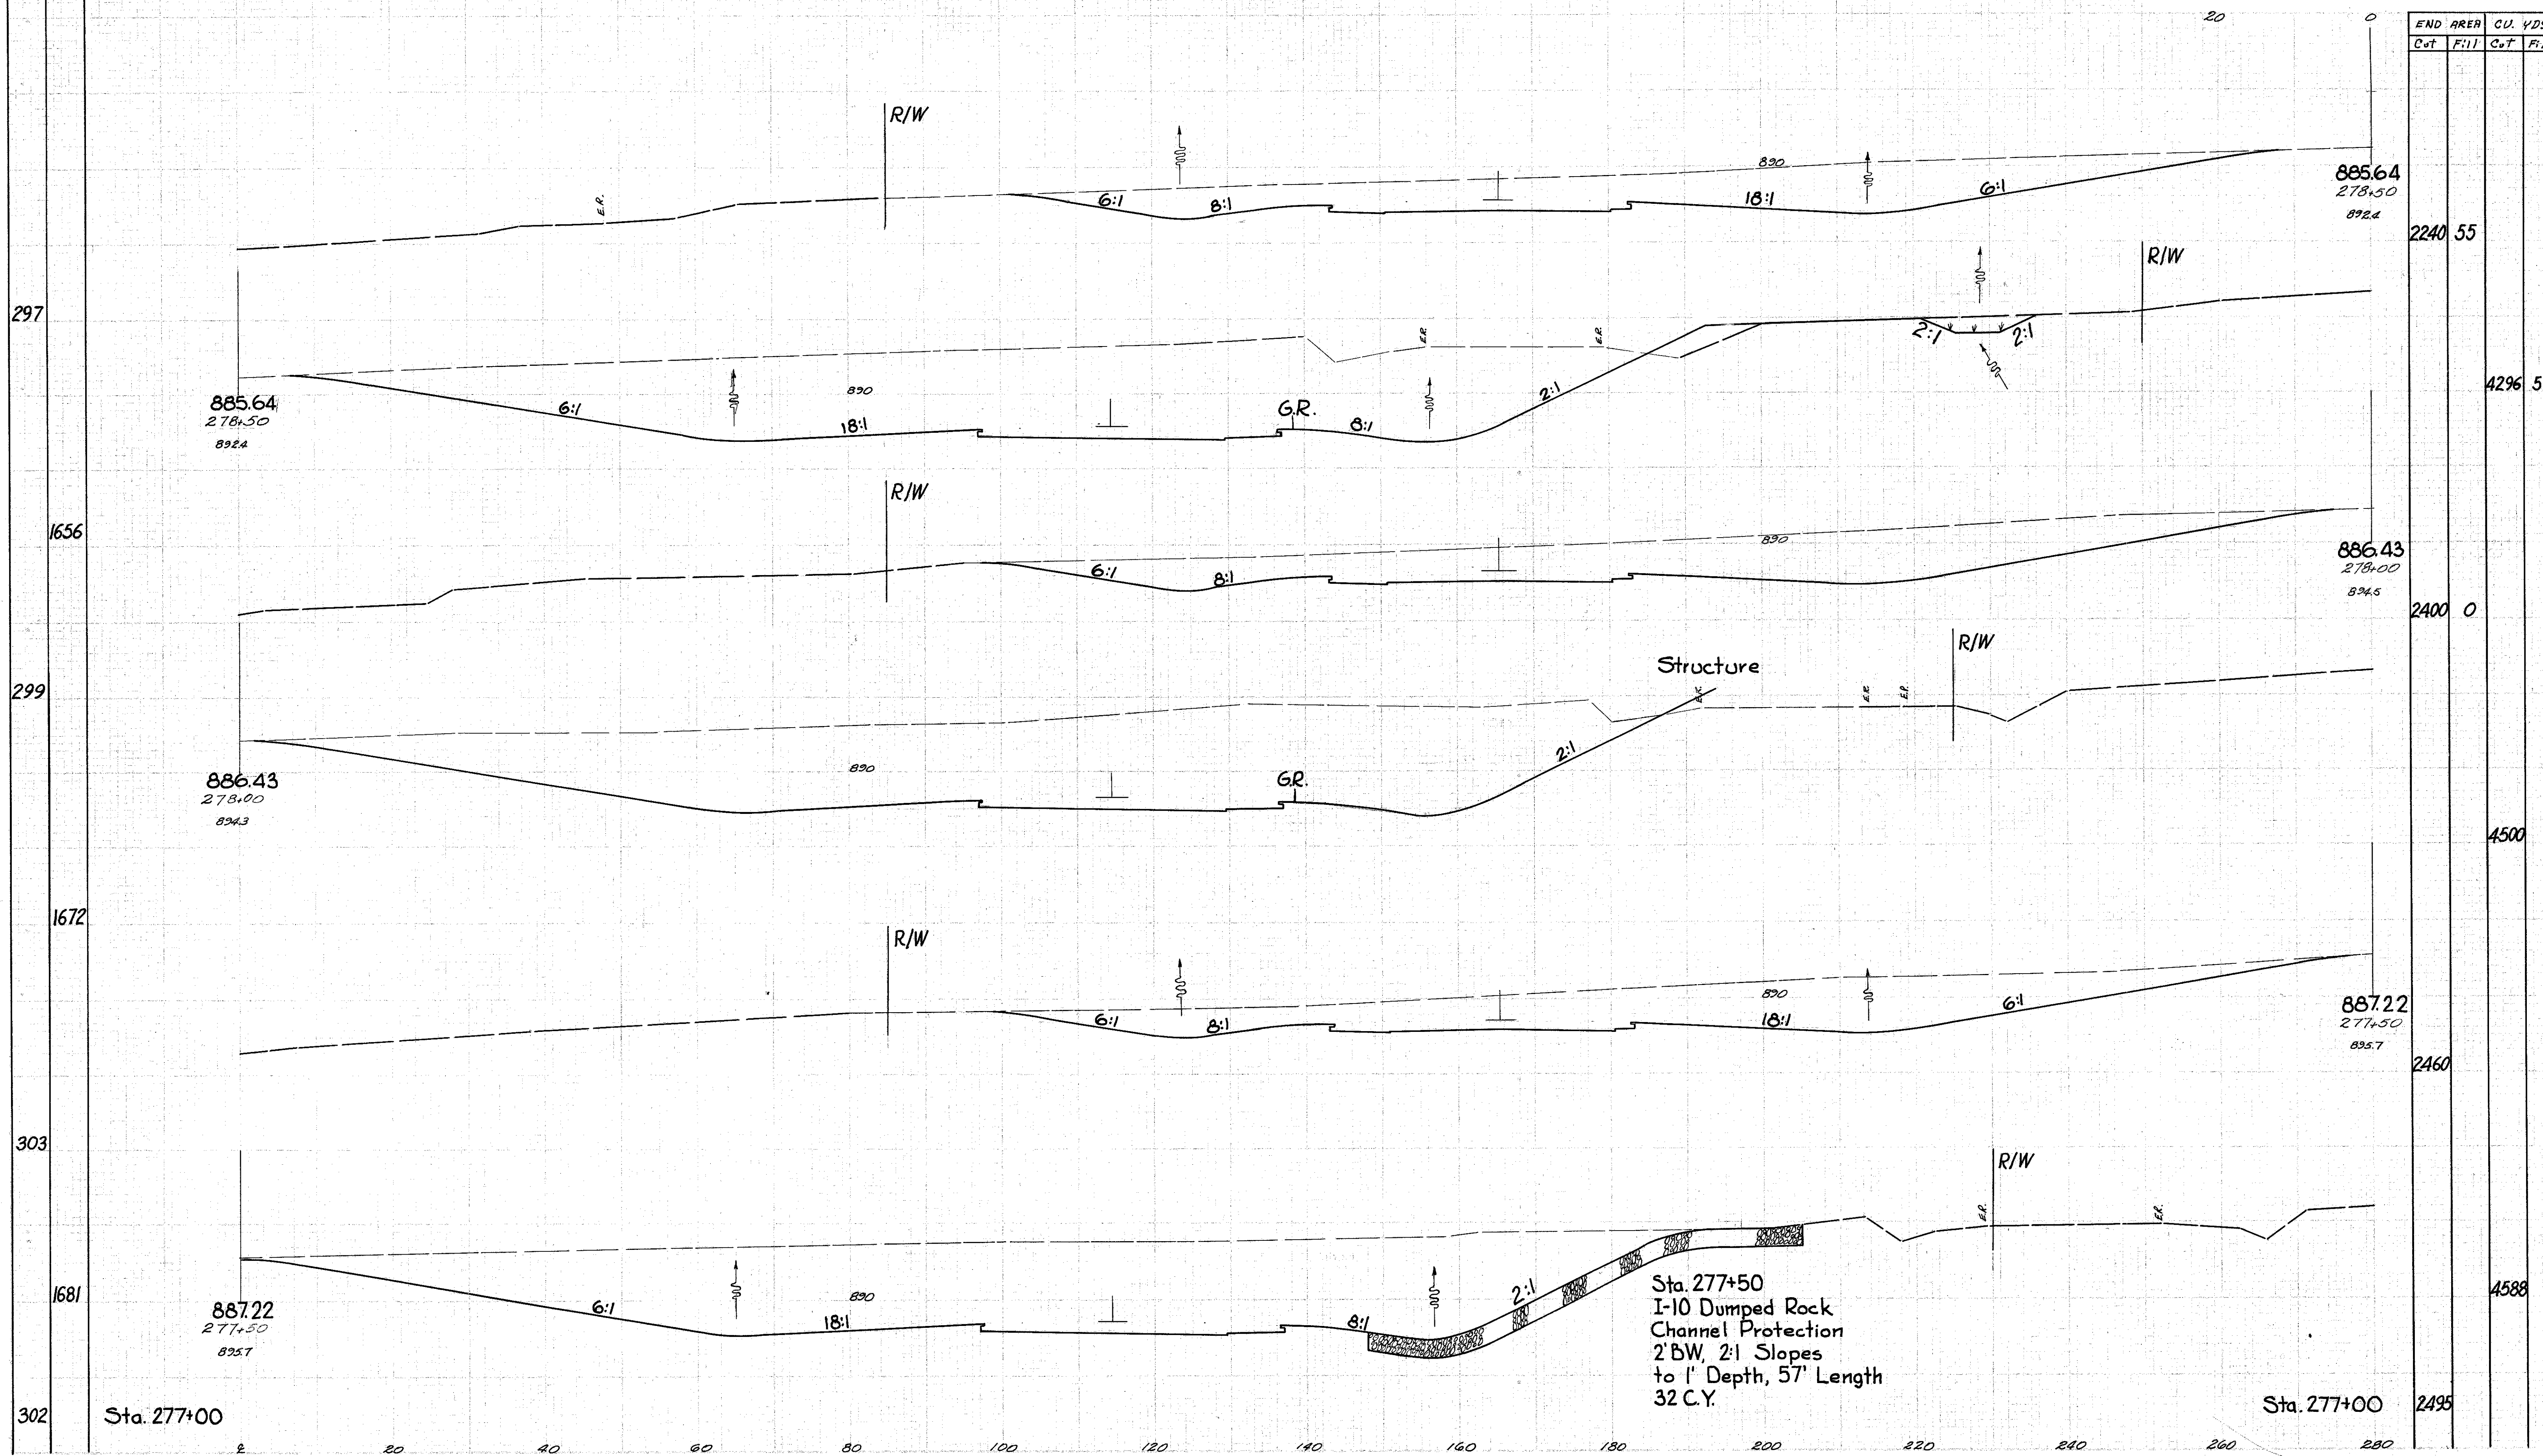 20 0
END AREA CU. YDS
Cut Fill Cut Fi
R/W
890
E.R.
6:1 8:1 18:1 6:1
885.64
278+50
892.4
2240 55
R/W
297
2:1 2:1
E.R. E.R.
4296 5
890
885.64
278+50
892.4
6:1 18:1 G.R. 8:1 2:1
R/W
1656
890
886.43
278+00
894.5
6:1 8:1
2400 0
R/W
Structure
299
E.R. E.R. E.R.
890
886.43
278+00
894.3
G.R.
2:1
4500
1672
R/W
890
6:1 8:1 18:1 6:1
887.22
277+50
895.7
2460
303
R/W
E.R. E.R.
1681
890
887.22
277+50
895.7
6:1 18:1 8:1 2:1
4588
Sta. 277+50
I-10 Dumped Rock
Channel Protection
2'BW, 2:1 Slopes
to 1' Depth, 57' Length
32 C.Y.
302
Sta. 277+00
Sta. 277+00
2495
20 40 60 80 100 120 140 160 180 200 220 240 260 280